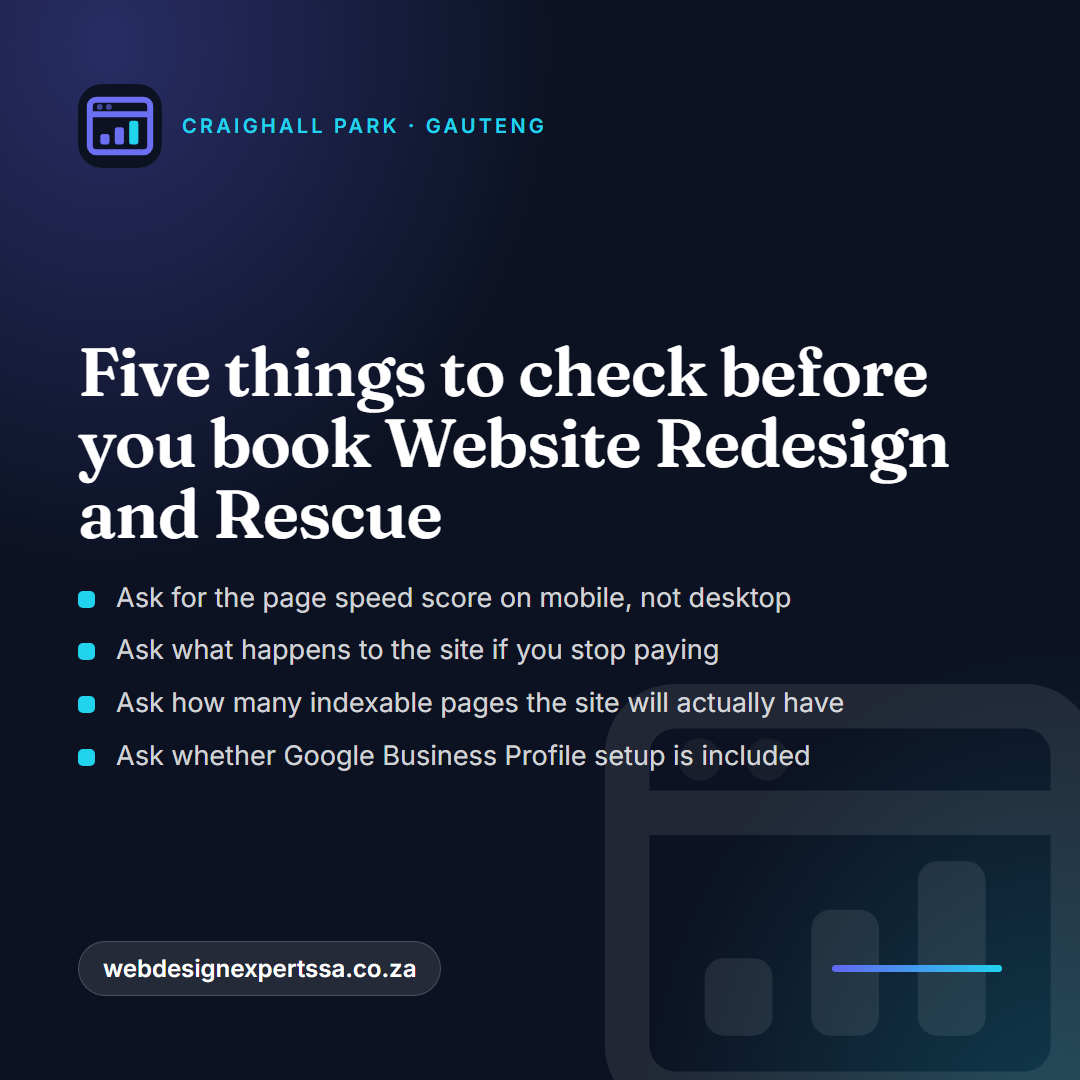 CRAIGHALL PARK · GAUTENG
Five things to check before
you book Website Redesign
and Rescue
Ask for the page speed score on mobile, not desktop
Ask what happens to the site if you stop paying
Ask how many indexable pages the site will actually have
Ask whether Google Business Profile setup is included
webdesignexpertssa.co.za